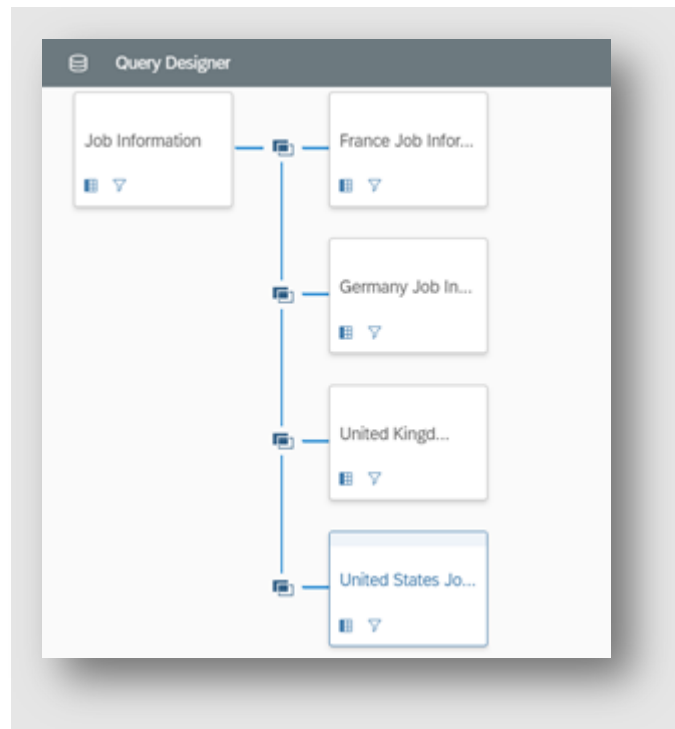 Query Designer
Job Information
France Job Infor...
Germany Job In...
United Kingd...
United States Jo...